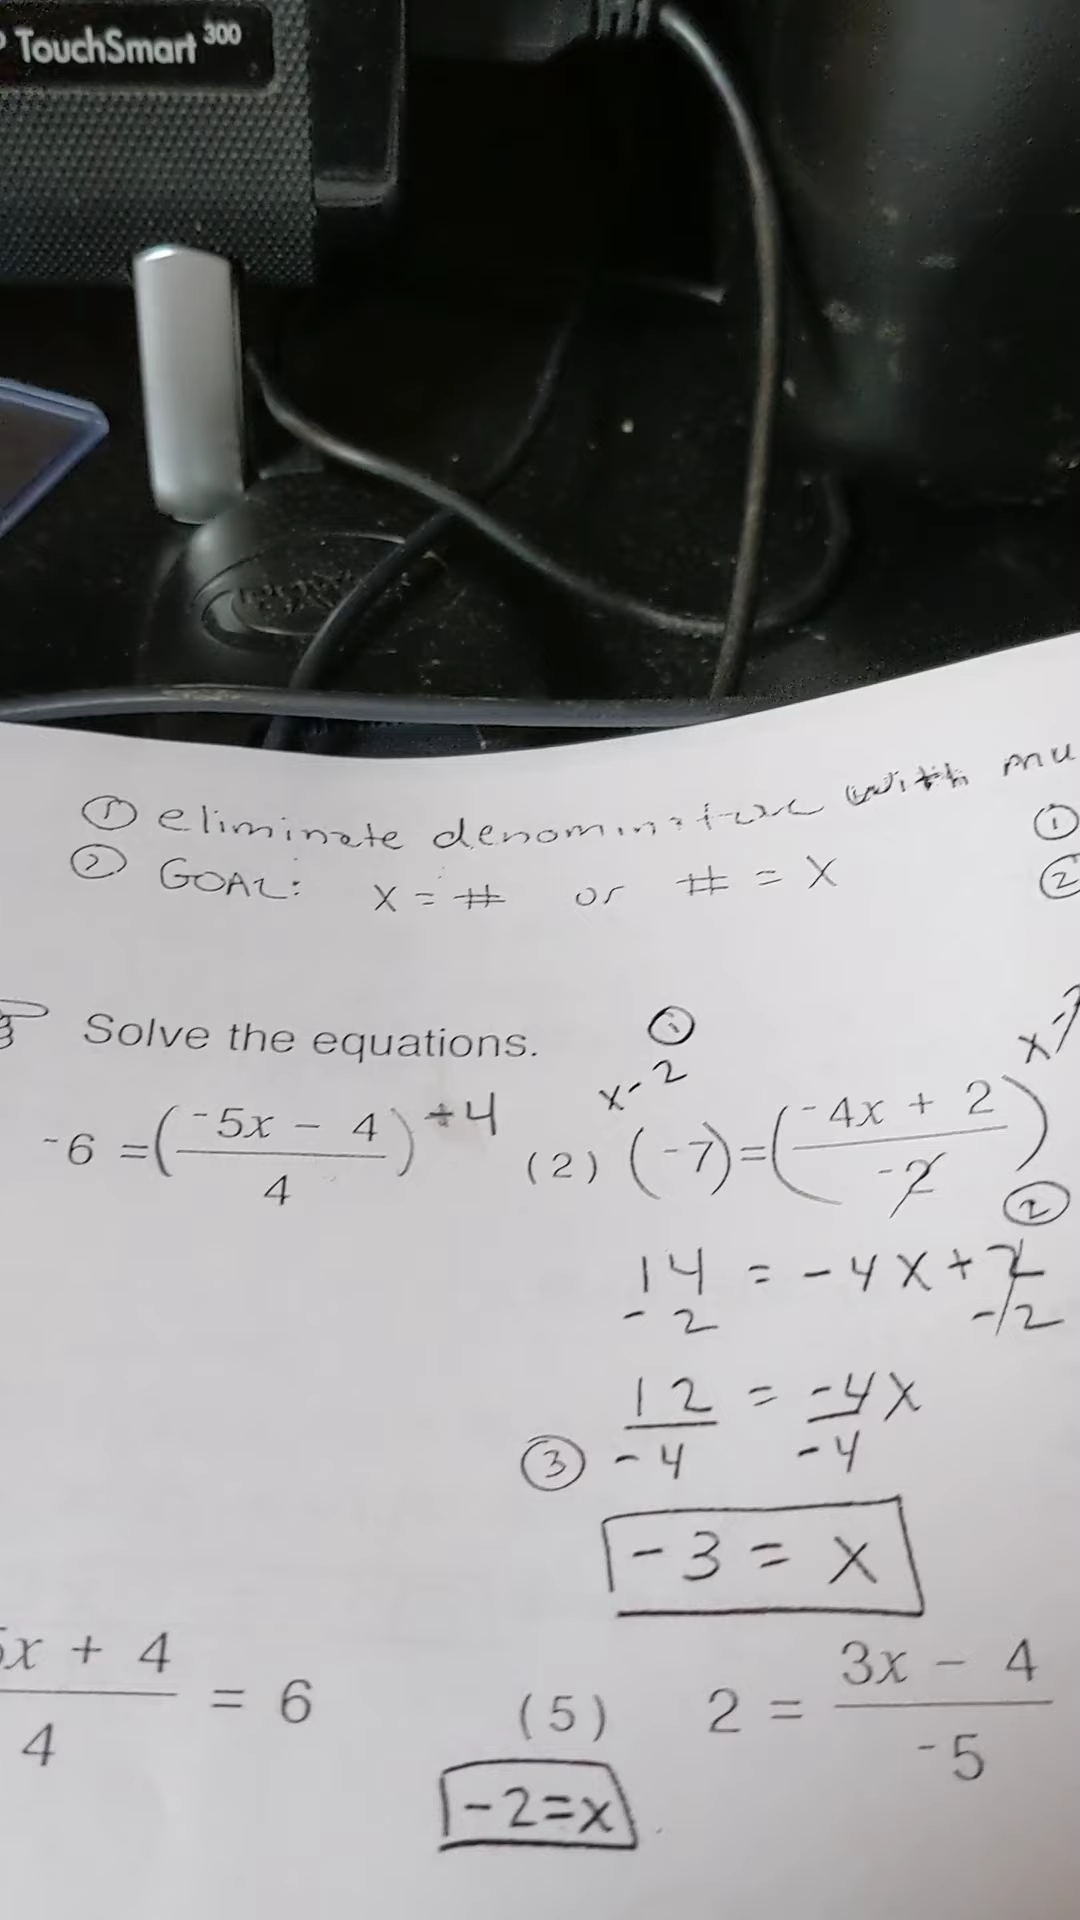 TouchSmart 300
① eliminate denominator with
② GOAL: x = # or # = x
①
②
Solve the equations.
①
x-2
-6 = (-5x - 4 / 4) +4
(2) (-7) = (-4x + 2 / -2)
②
14 = -4x + 2
-2 -2
12 = -4x
③ -4 -4
-3 = x
x + 4 / 4 = 6
(5) 2 = 3x - 4 / -5
-2 = x